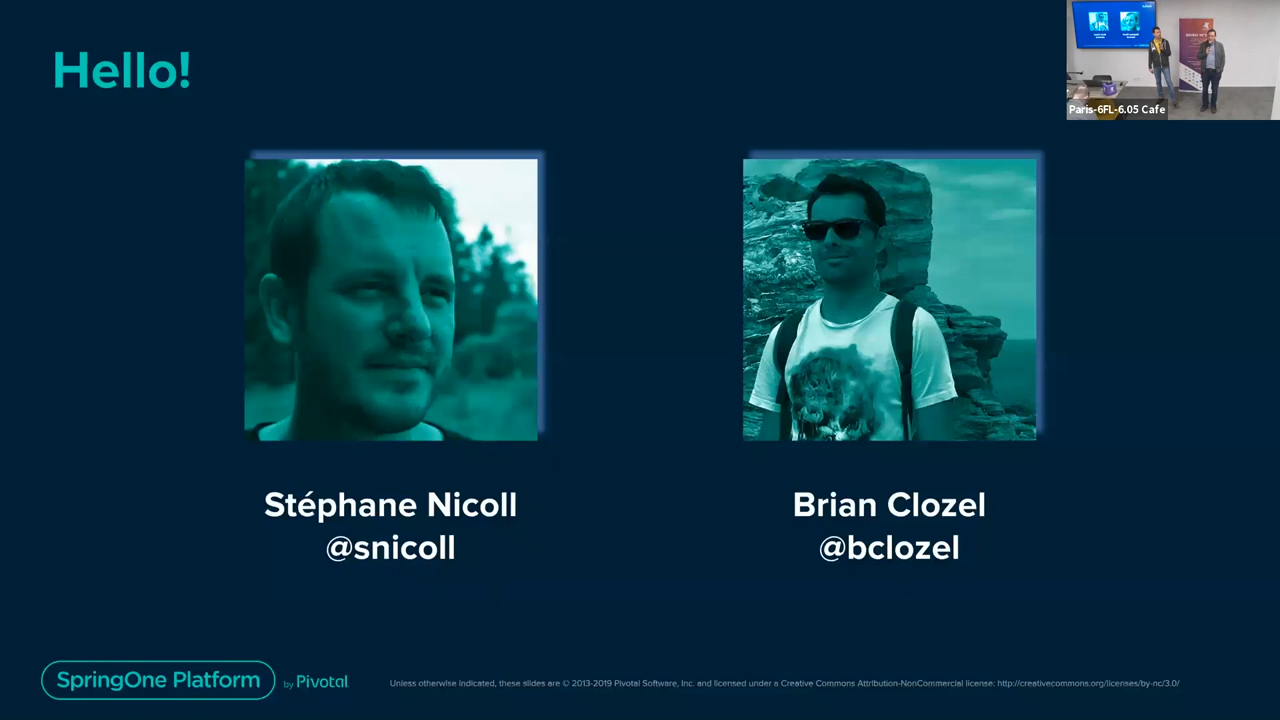 Hello!
Paris-6FL-6.05 Cafe
Stéphane Nicoll
@snicoll
Brian Clozel
@bclozel
SpringOne Platform
by Pivotal
Unless otherwise indicated, these slides are © 2013-2019 Pivotal Software, Inc. and licensed under a Creative Commons Attribution-NonCommercial license: http://creativecommons.org/licenses/by-nc/3.0/